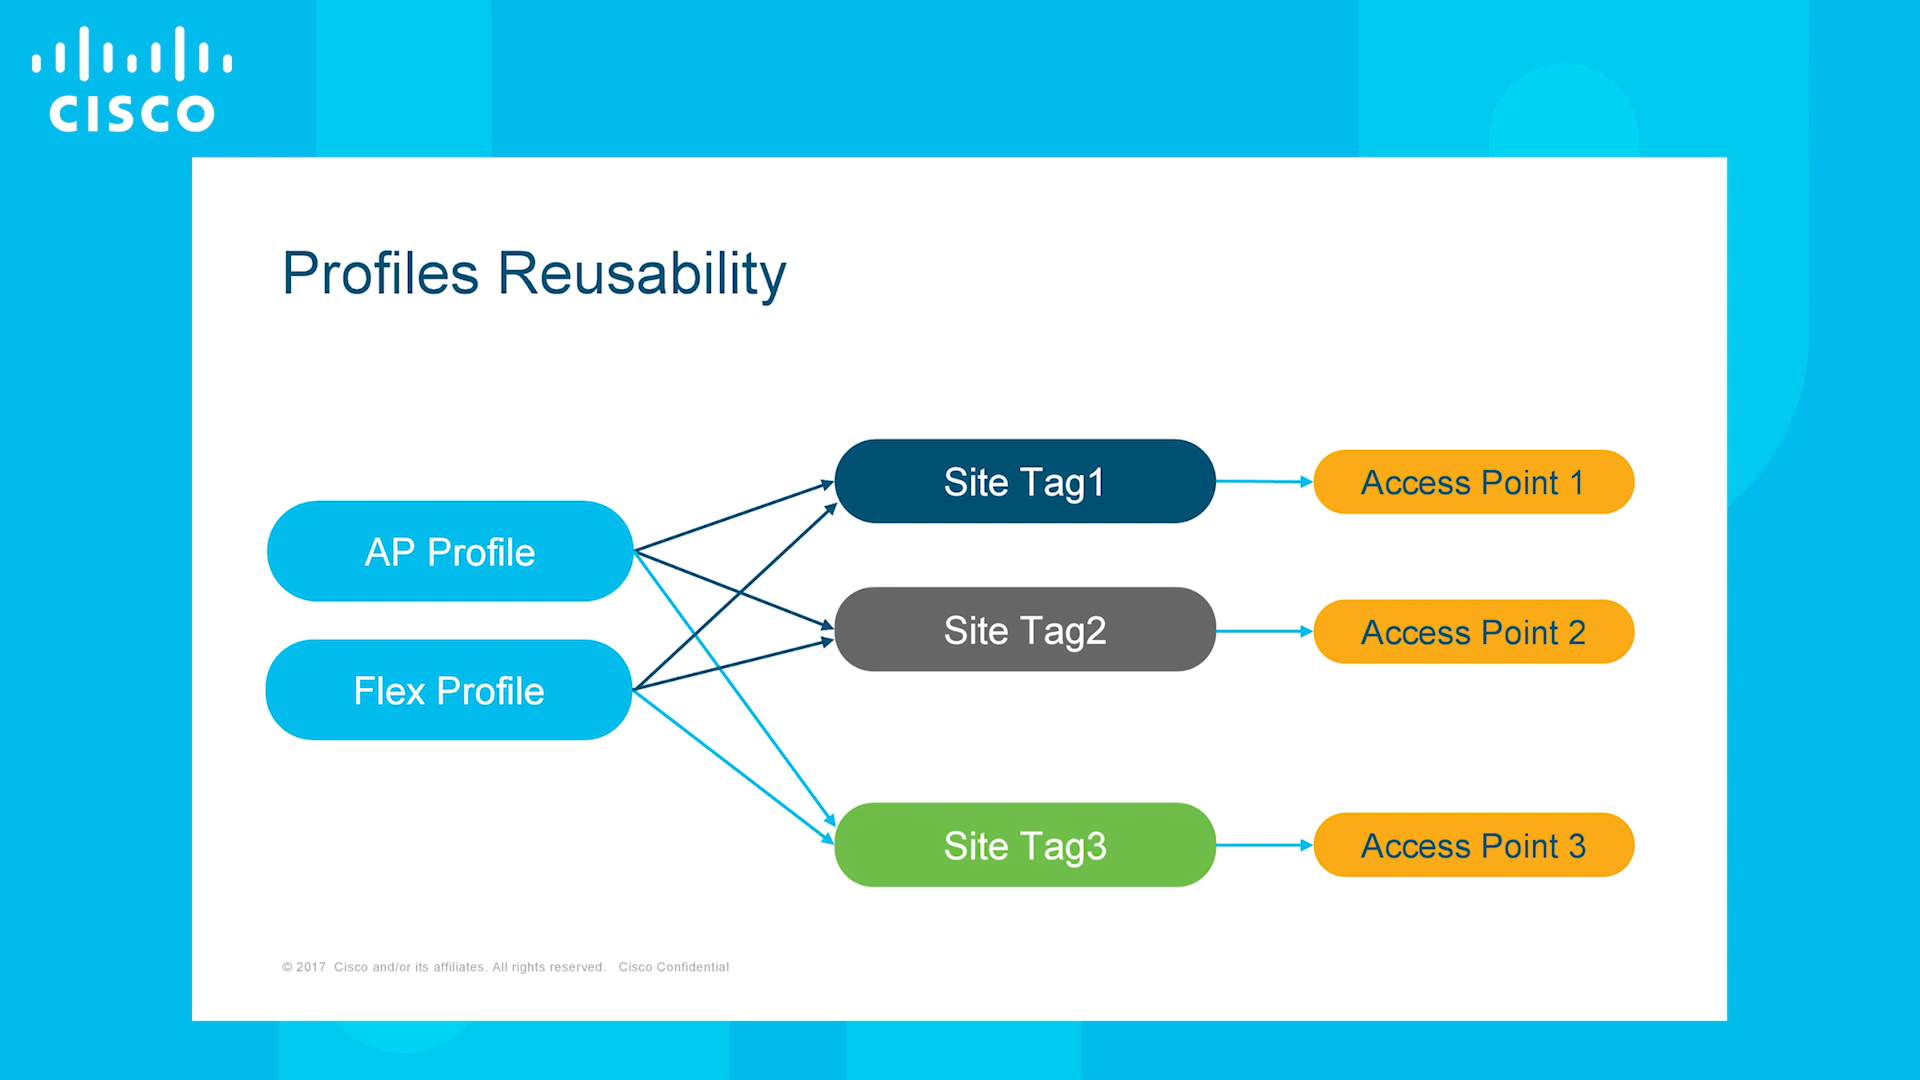 CISCO
Profiles Reusability
Site Tag1
Access Point 1
AP Profile
Site Tag2
Access Point 2
Flex Profile
Site Tag3
Access Point 3
© 2017 Cisco and/or its affiliates. All rights reserved. Cisco Confidential